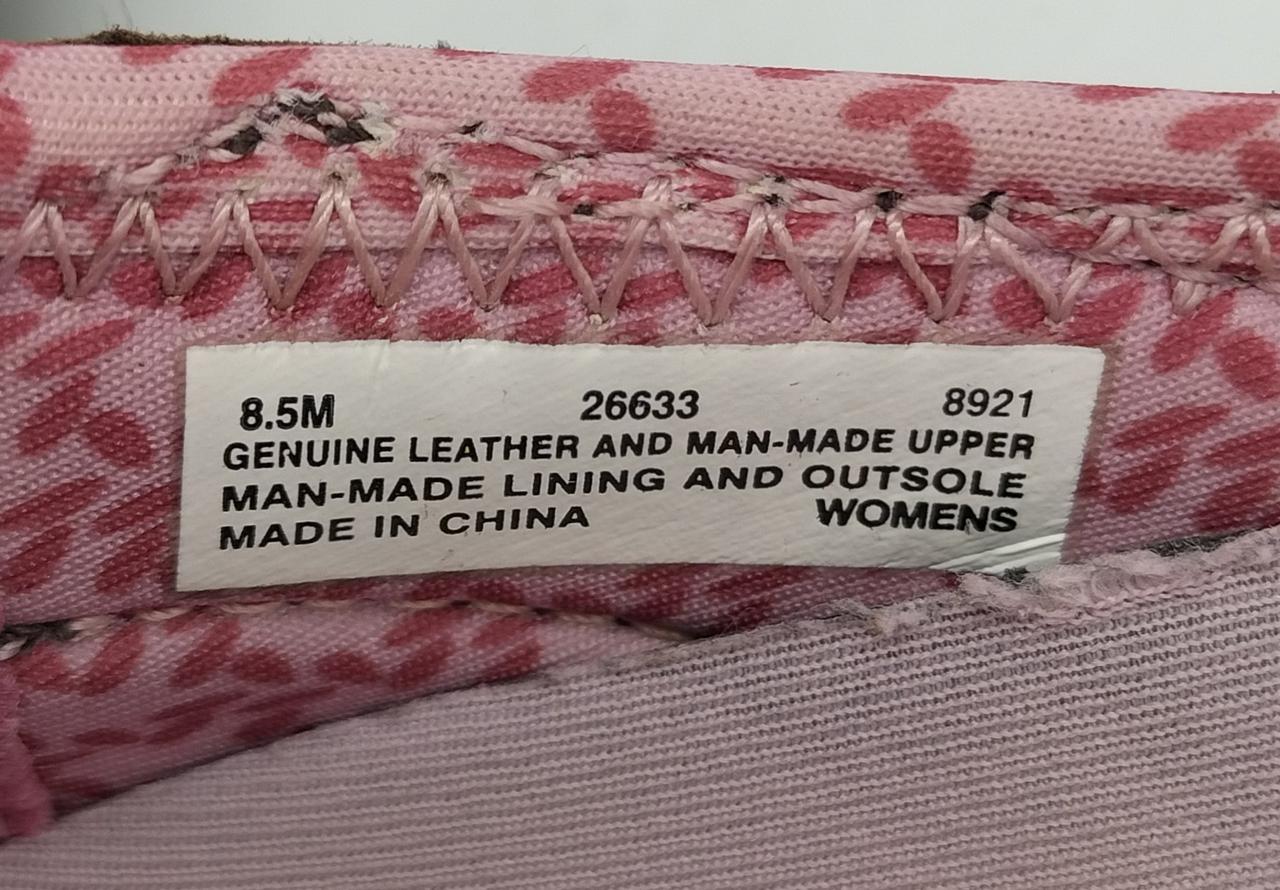 8.5M 26633 8921
GENUINE LEATHER AND MAN-MADE UPPER
MAN-MADE LINING AND OUTSOLE
MADE IN CHINA WOMENS